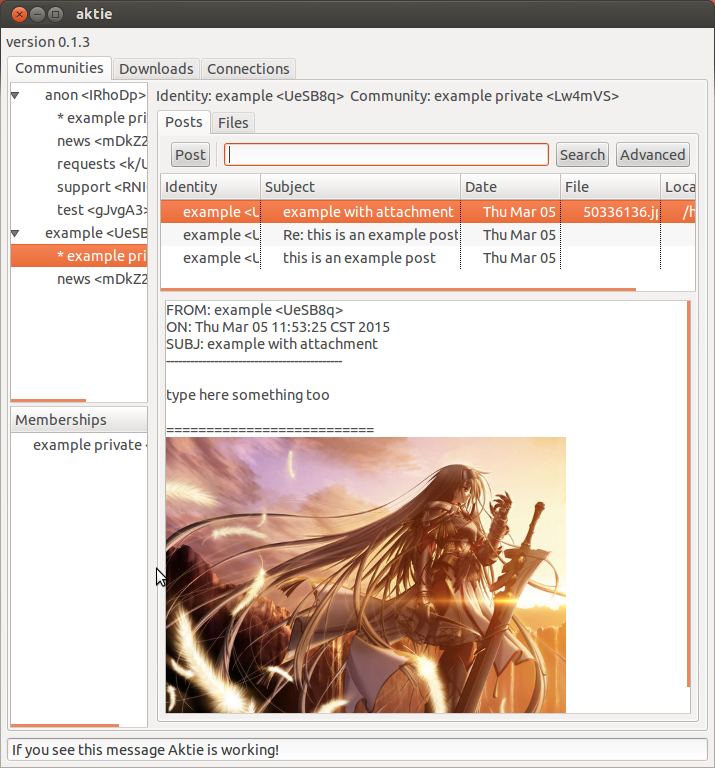 aktie
version 0.1.3
Communities Downloads Connections
anon <IRhoDp>
* example pri
news <mDkZ2
requests <k/U
support <RNI
test <gJvgA3>
example <UeSB
* example pri
news <mDkZ2
Memberships
example private <
Identity: example <UeSB8q> Community: example private <Lw4mVS>
Posts Files
Post Search Advanced
Identity Subject Date File Loca
example <U example with attachment Thu Mar 05 50336136.jp /h
example <U Re: this is an example post Thu Mar 05
example <U this is an example post Thu Mar 05
FROM: example <UeSB8q>
ON: Thu Mar 05 11:53:25 CST 2015
SUBJ: example with attachment
--------------------------------------------
type here something too
==========================
If you see this message Aktie is working!